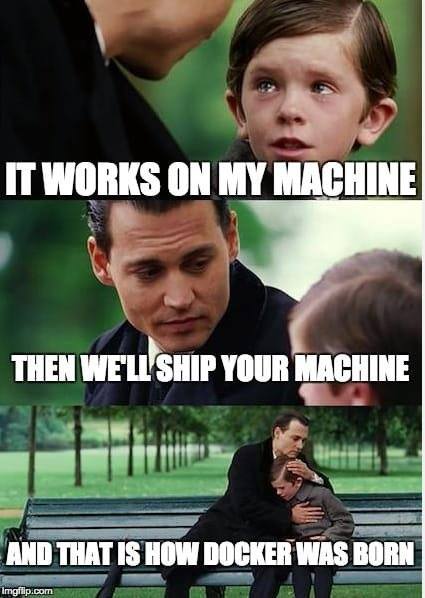 IT WORKS ON MY MACHINE
THEN WE'LL SHIP YOUR MACHINE
AND THAT IS HOW DOCKER WAS BORN
imgflip.com